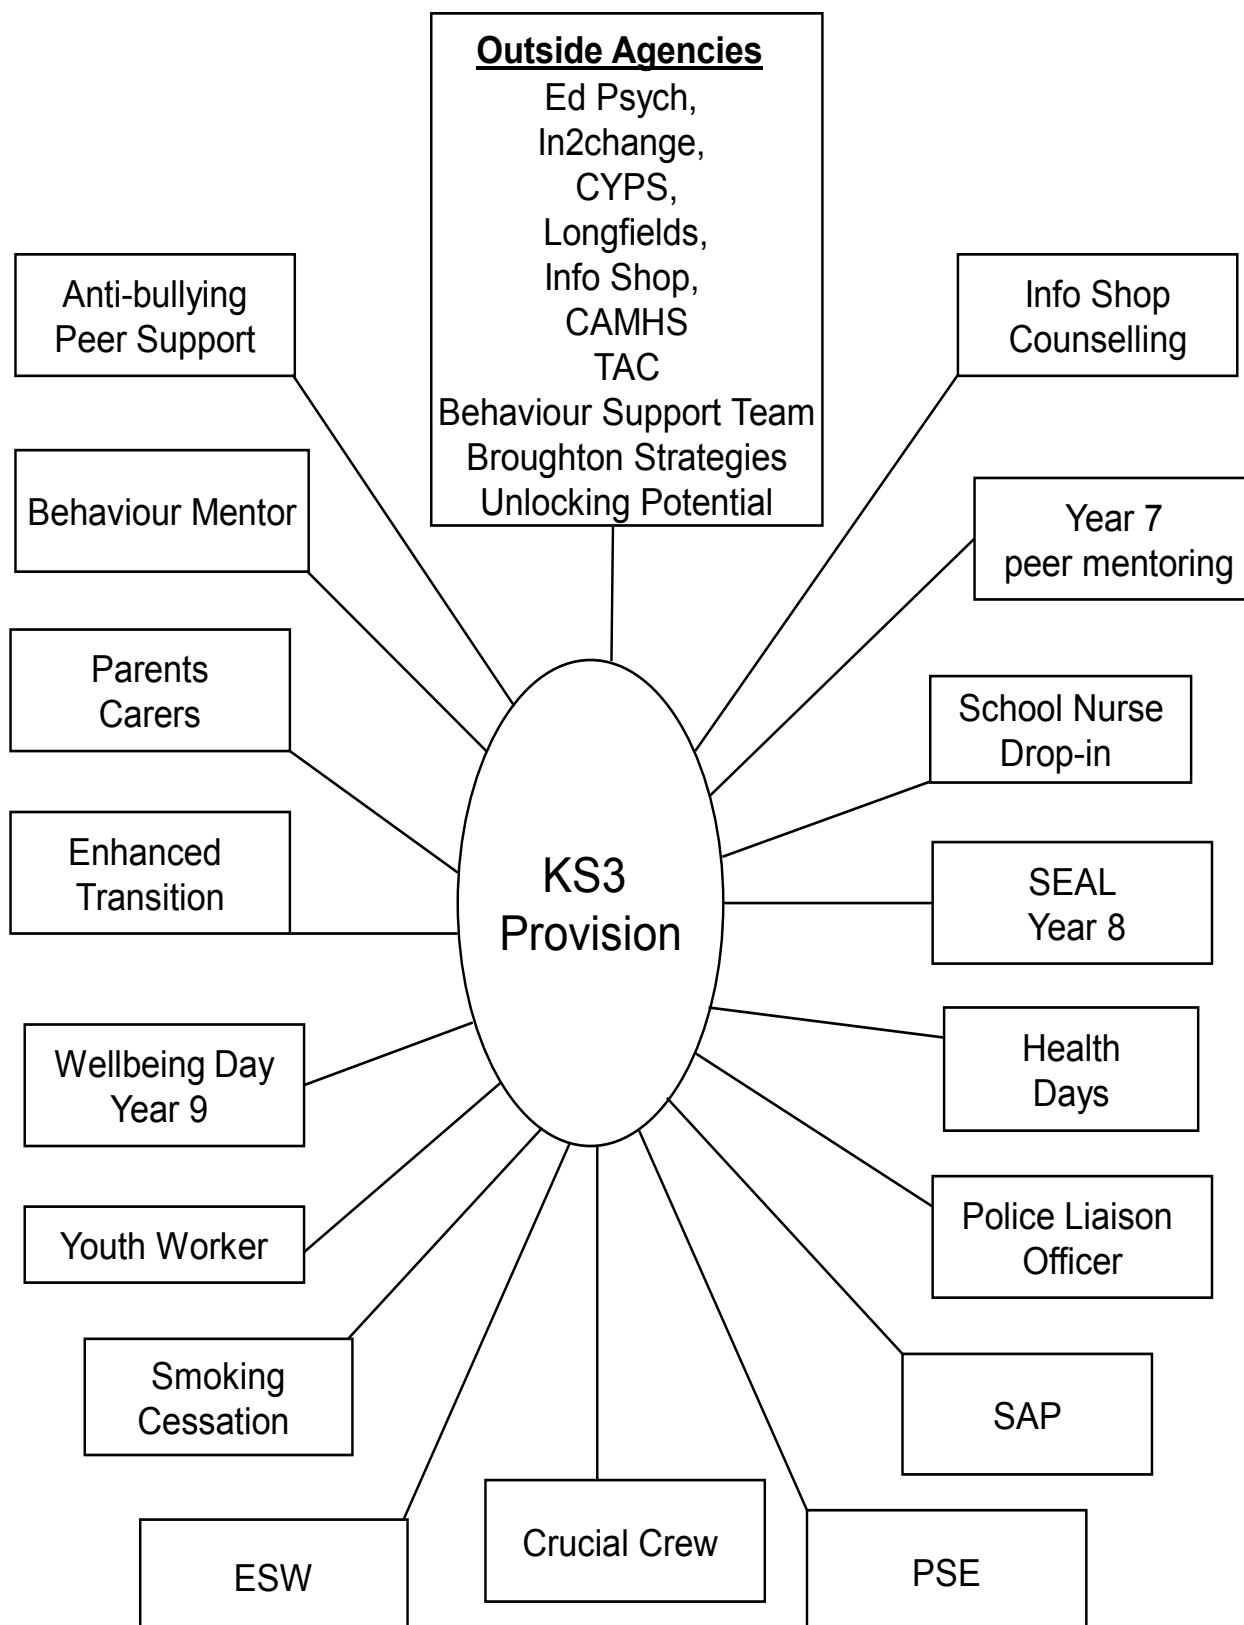 Outside Agencies
Ed Psych,
In2change,
CYPS,
Longfields,
Info Shop,
CAMHS
TAC
Behaviour Support Team
Broughton Strategies
Unlocking Potential
Anti-bullying
Peer Support
Info Shop
Counselling
Behaviour Mentor
Year 7
peer mentoring
Parents
Carers
School Nurse
Drop-in
Enhanced
Transition
KS3
Provision
SEAL
Year 8
Wellbeing Day
Year 9
Health
Days
Youth Worker
Police Liaison
Officer
Smoking
Cessation
SAP
ESW
Crucial Crew
PSE